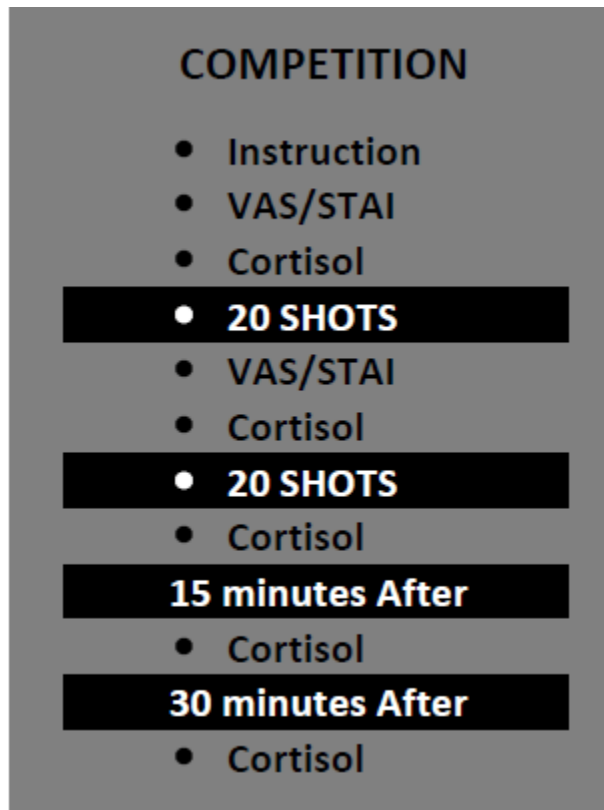 COMPETITION
• Instruction
• VAS/STAI
• Cortisol
• 20 SHOTS
• VAS/STAI
• Cortisol
• 20 SHOTS
• Cortisol
15 minutes After
• Cortisol
30 minutes After
• Cortisol